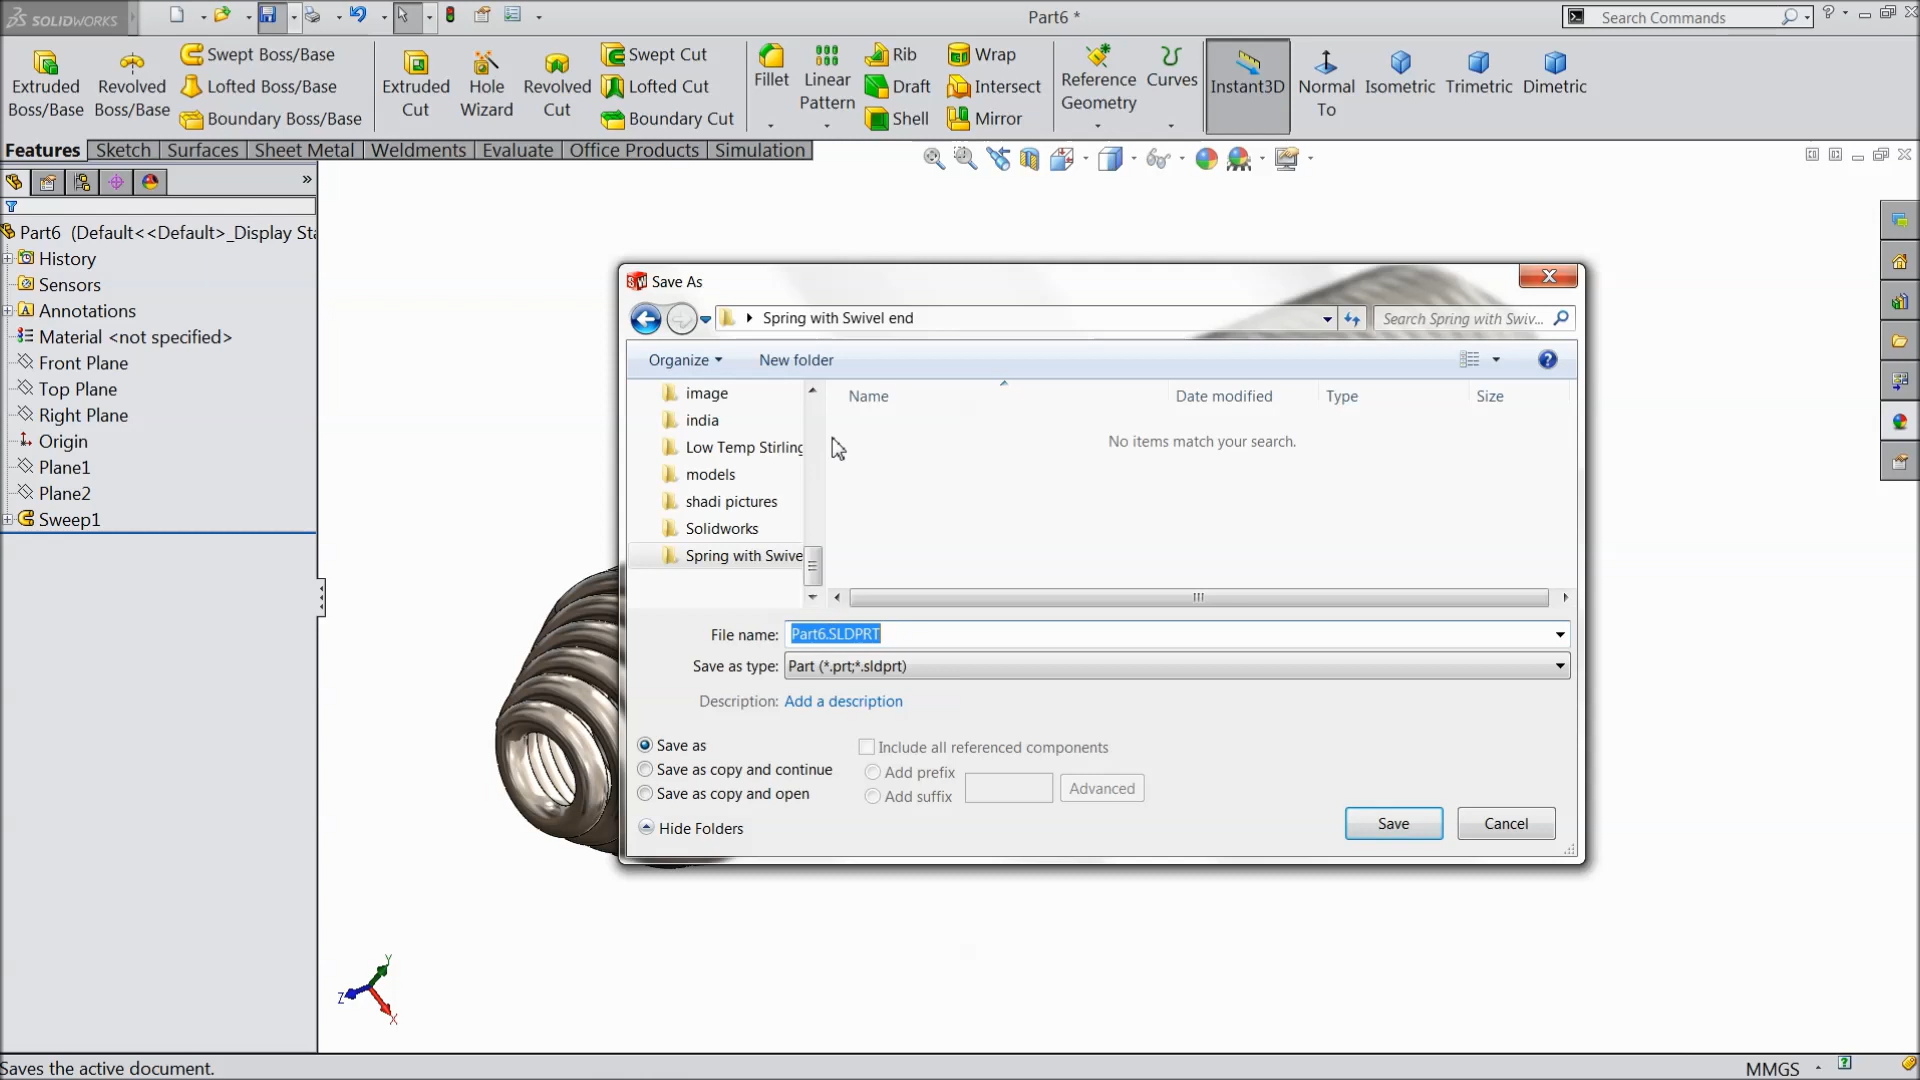 SOLIDWORKS
Part6 *
Search Commands
Extruded Boss/Base
Revolved Boss/Base
Swept Boss/Base
Lofted Boss/Base
Boundary Boss/Base
Extruded Cut
Hole Wizard
Revolved Cut
Swept Cut
Lofted Cut
Boundary Cut
Fillet
Linear Pattern
Rib
Draft
Shell
Wrap
Intersect
Mirror
Reference Geometry
Curves
Instant3D
Normal To
Isometric
Trimetric
Dimetric
Features
Sketch
Surfaces
Sheet Metal
Weldments
Evaluate
Office Products
Simulation
Part6 (Default<<Default>_Display Sta
History
Sensors
Annotations
Material <not specified>
Front Plane
Top Plane
Right Plane
Origin
Plane1
Plane2
Sweep1
Save As
Spring with Swivel end
Search Spring with Swiv...
Organize
New folder
image
india
Low Temp Stirling
models
shadi pictures
Solidworks
Spring with Swive
Name
Date modified
Type
Size
No items match your search.
File name: Part6.SLDPRT
Save as type: Part (*.prt;*.sldprt)
Description: Add a description
Save as
Save as copy and continue
Save as copy and open
Include all referenced components
Add prefix
Add suffix
Advanced
Hide Folders
Save
Cancel
Y
Z
X
Saves the active document.
MMGS